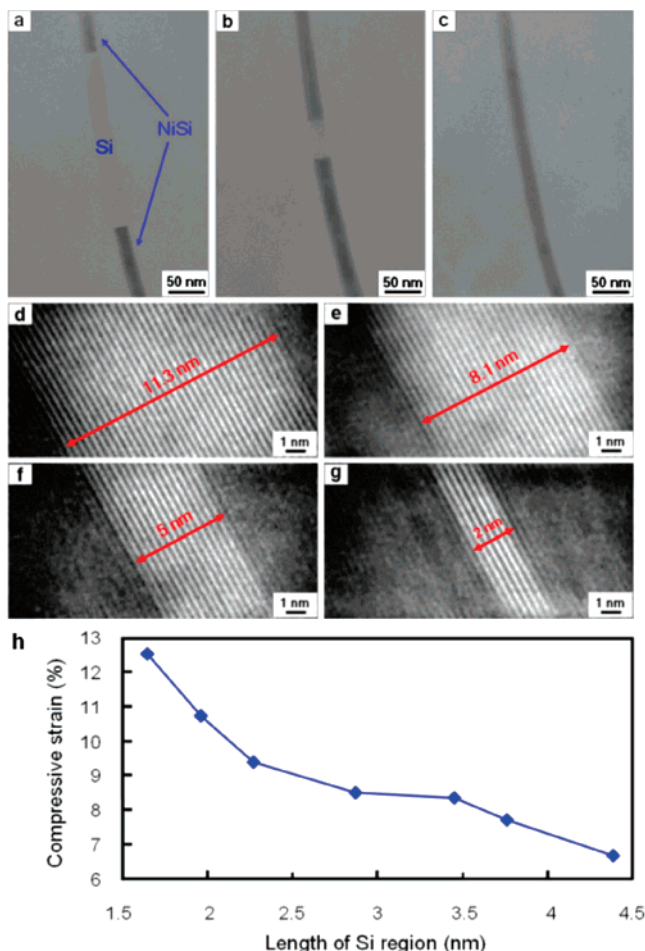 a
b
c
NiSi
Si
50 nm
50 nm
50 nm
d
e
11.3 nm
8.1 nm
1 nm
1 nm
f
g
5 nm
2 nm
1 nm
1 nm
h
13
12
11
10
9
8
7
6
Compressive strain (%)
1.5 2 2.5 3 3.5 4 4.5
Length of Si region (nm)